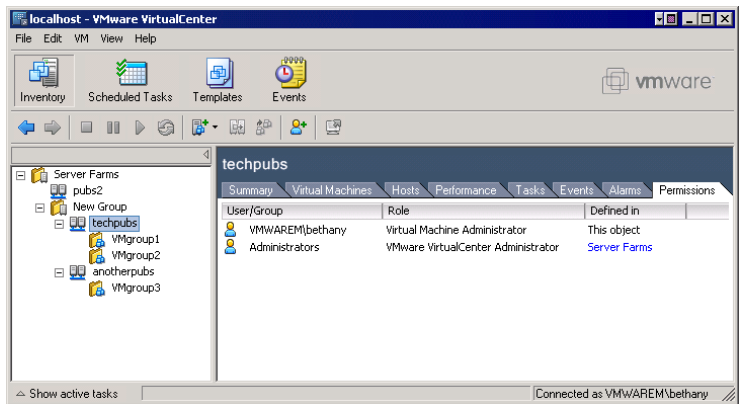 localhost - VMware VirtualCenter
File Edit VM View Help
Inventory Scheduled Tasks Templates Events
vmware
techpubs
Summary Virtual Machines Hosts Performance Tasks Events Alarms Permissions
Server Farms
pubs2
New Group
techpubs
VMgroup1
VMgroup2
anotherpubs
VMgroup3
User/Group Role Defined in
VMWAREM\bethany Virtual Machine Administrator This object
Administrators VMware VirtualCenter Administrator Server Farms
Show active tasks Connected as VMWAREM\bethany